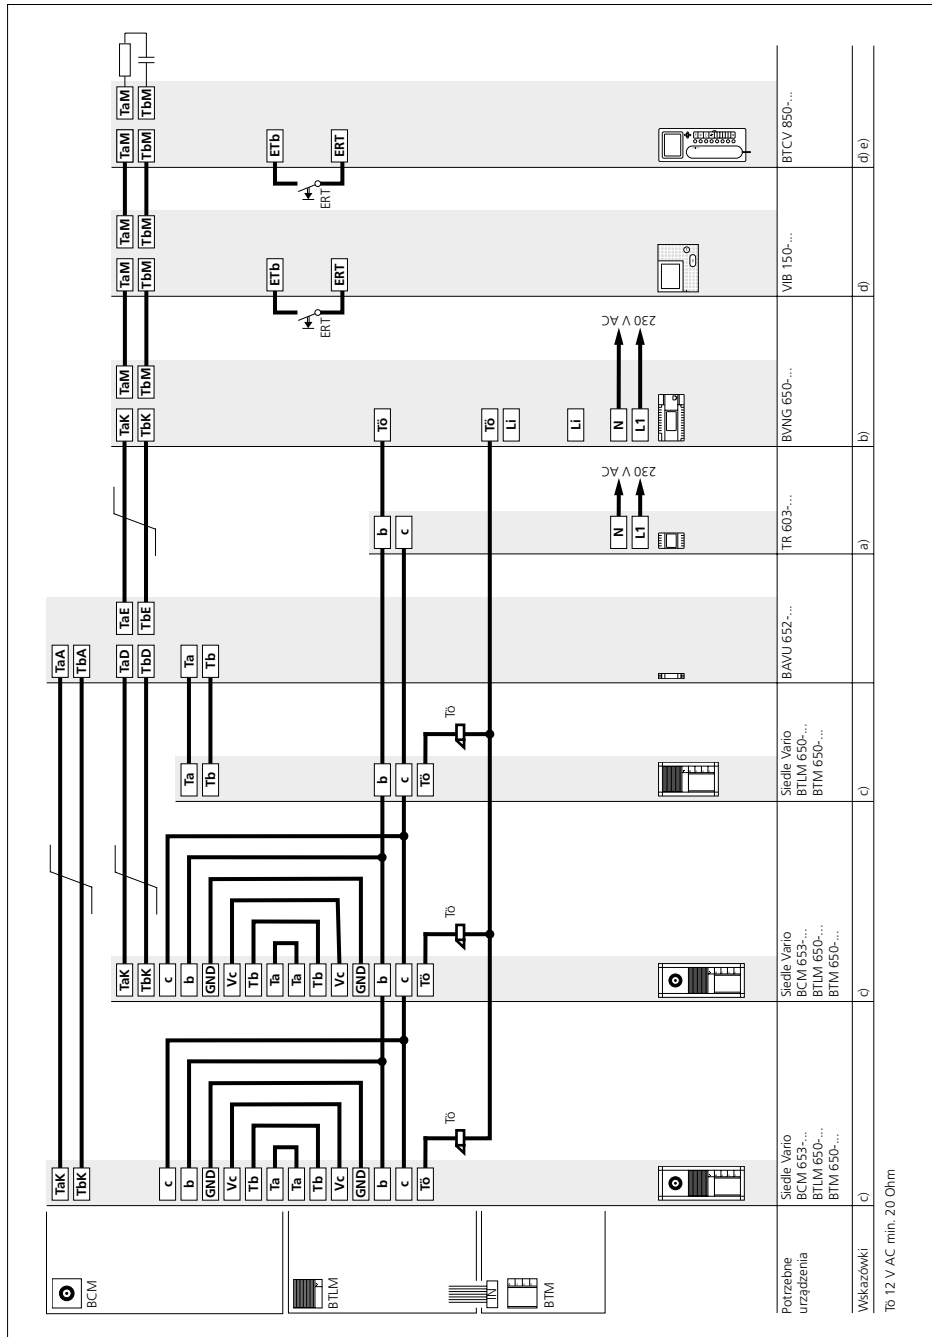 BCM
BTLM
IN
BTM
Potrzebne
urządzenia
Wskazówki
TaK
TbK
c
b
GND
Vc
Tb
Ta
Ta
Tb
Vc
GND
b
c
Tö
Tö
Siedle Vario
BCM 653-...
BTLM 650-...
BTM 650-...
c)
TaK
TbK
c
b
GND
Vc
Tb
Ta
Ta
Tb
Vc
GND
b
c
Tö
Tö
Siedle Vario
BCM 653-...
BTLM 650-...
BTM 650-...
c)
Ta
Tb
b
c
Tö
Tö
Siedle Vario
BTLM 650-...
BTM 650-...
c)
TaA
TbA
TaD
TaE
TbD
TbE
Ta
Tb
BAVU 652-...
b
c
N
L1
230 V AC
TR 603-...
a)
TaK
TaM
TbK
TbM
Tö
Tö
Li
Li
N
L1
230 V AC
BVNG 650-...
b)
TaM
TaM
TbM
TbM
ETb
ERT
ERT
VIB 150-...
d)
TaM
TaM
TbM
TbM
ETb
ERT
ERT
BTCV 850-...
d) e)
Tö 12 V AC min. 20 Ohm